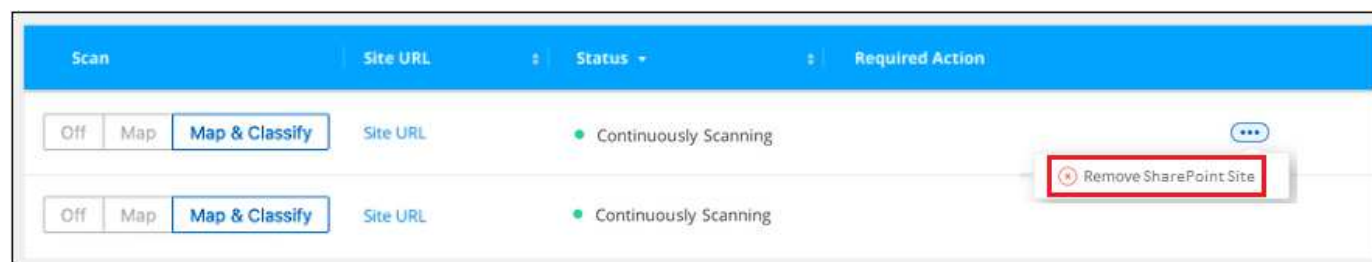 Scan Site URL Status Required Action
Off Map Map & Classify Site URL Continuously Scanning
Remove SharePoint Site
Off Map Map & Classify Site URL Continuously Scanning